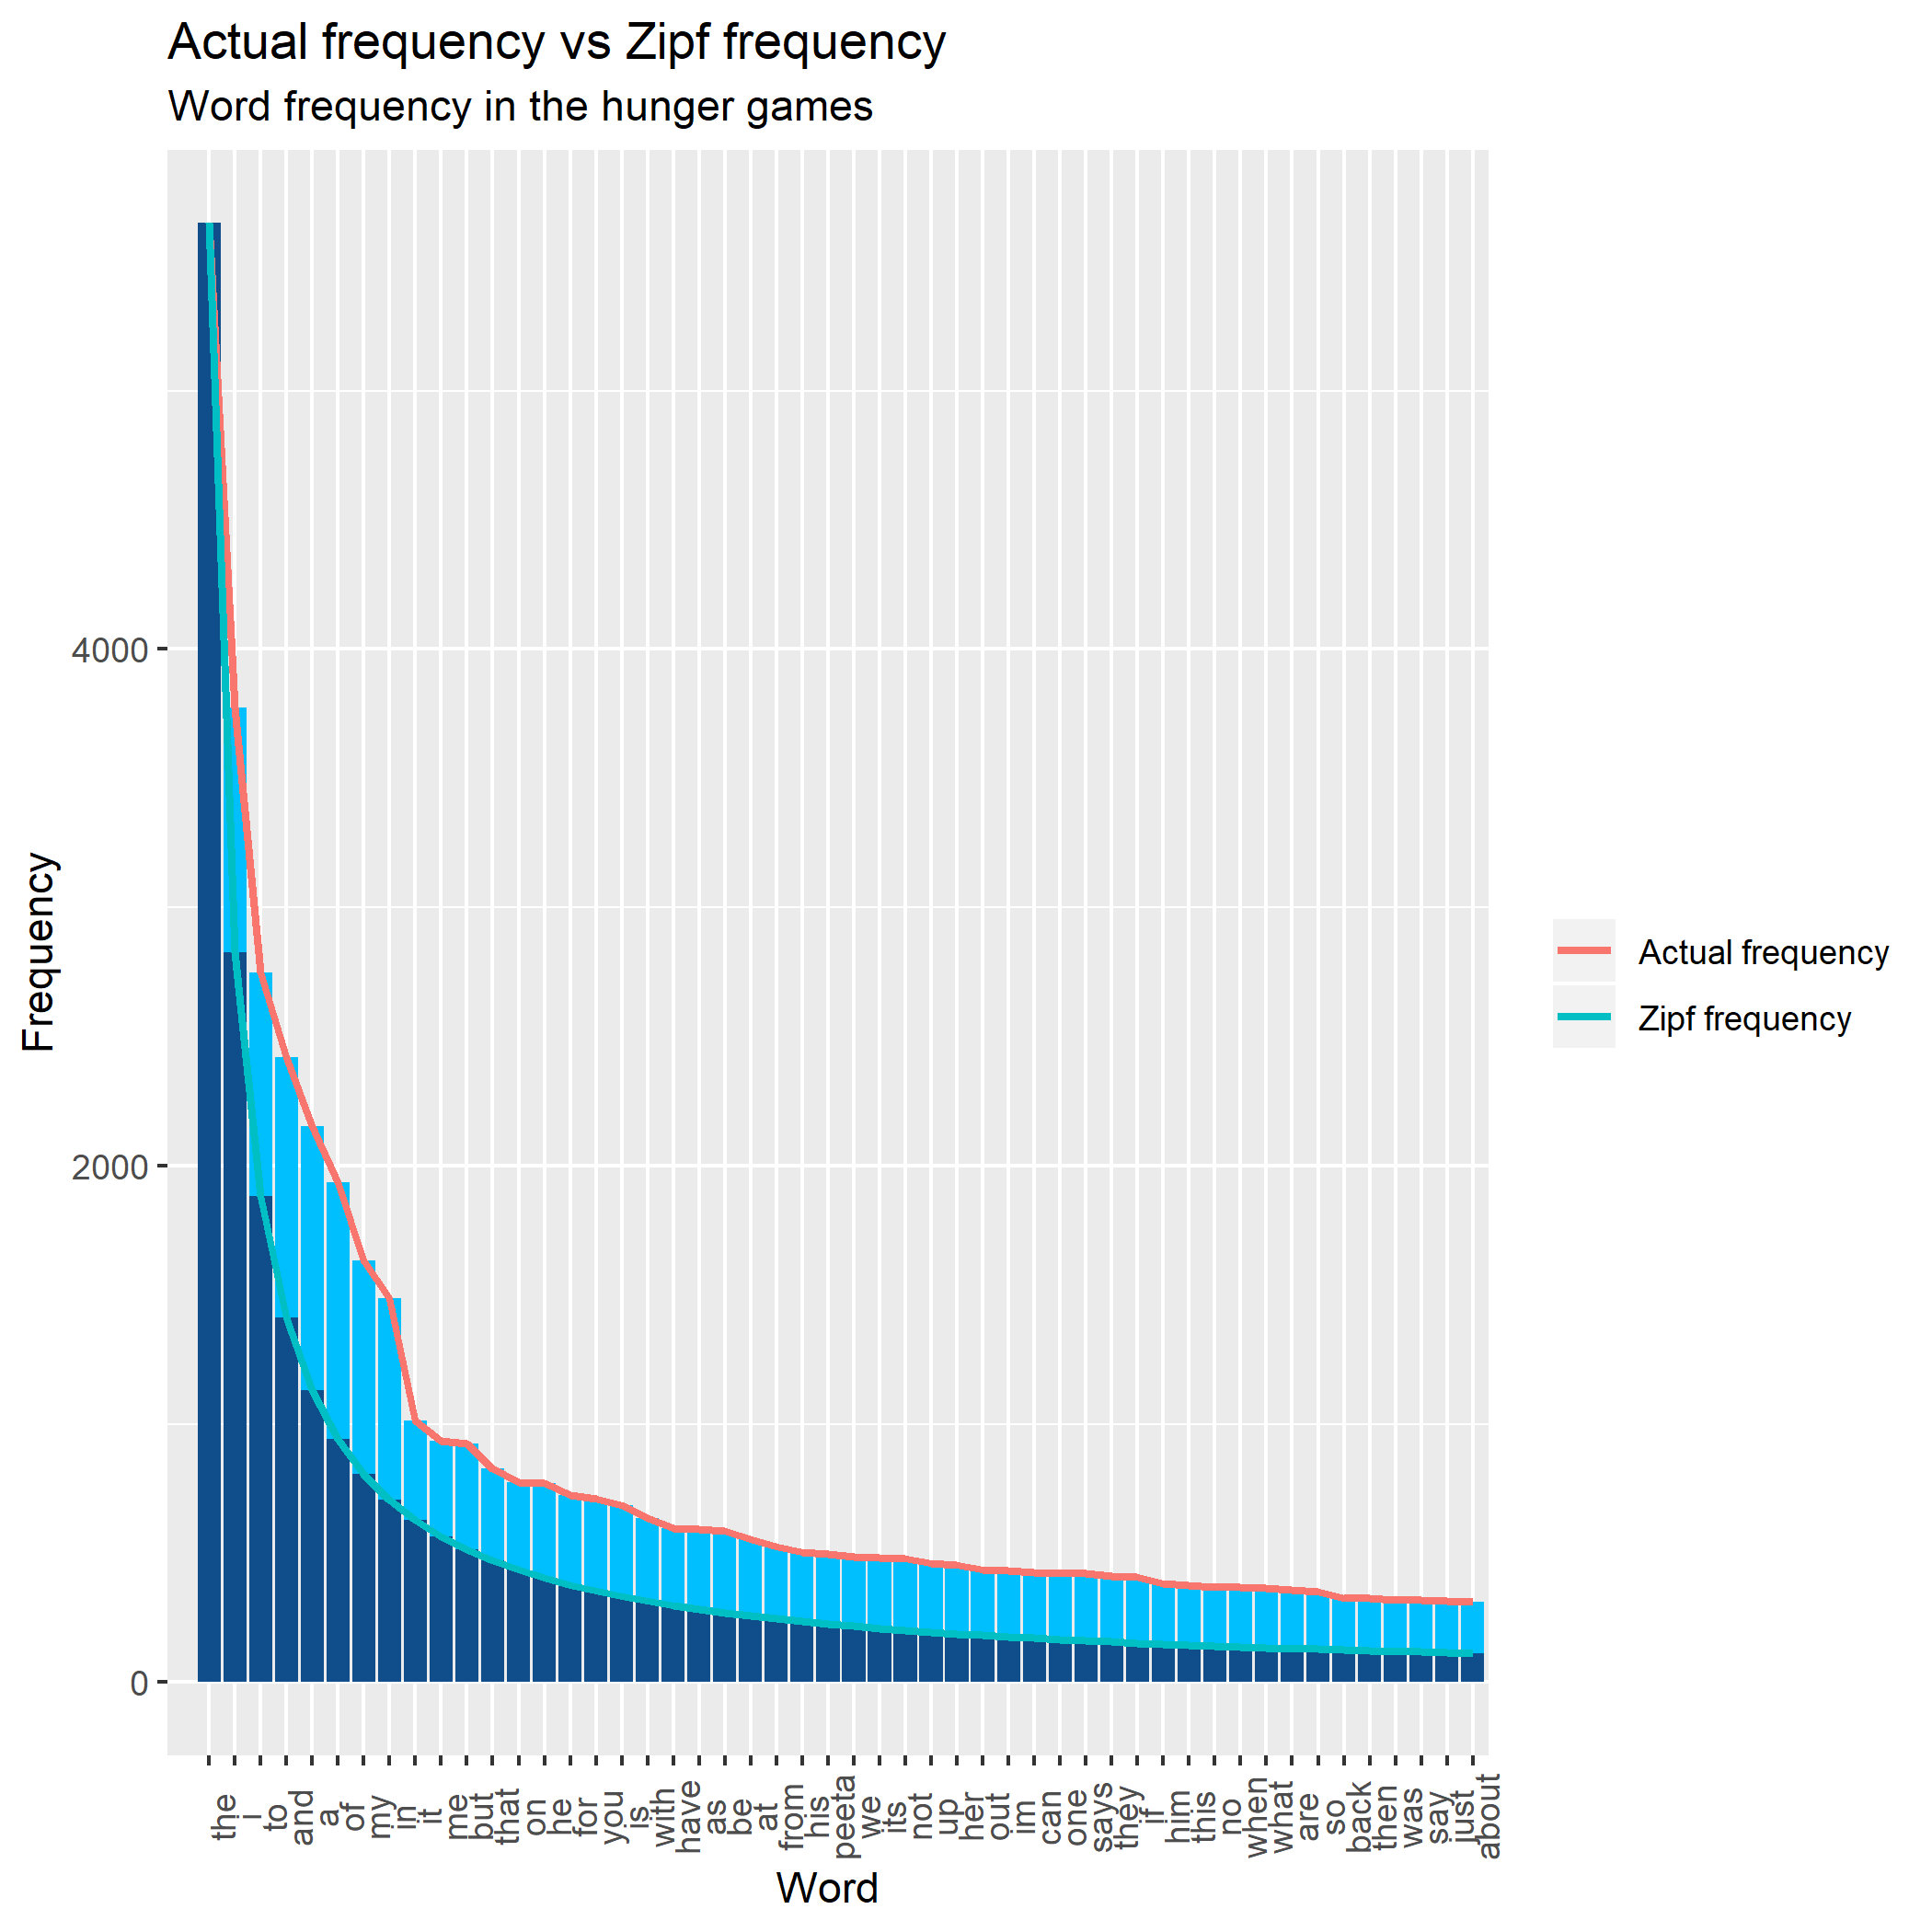 Actual frequency vs Zipf frequency
Word frequency in the hunger games
Frequency
4000
2000
0
Actual frequency
Zipf frequency
the
i
to
and
a
of
my
in
it
me
but
that
on
he
for
you
is
with
have
as
be
at
from
his
peeta
we
its
not
up
her
out
im
can
one
says
they
if
him
this
no
when
what
are
so
back
then
was
say
just
about
Word